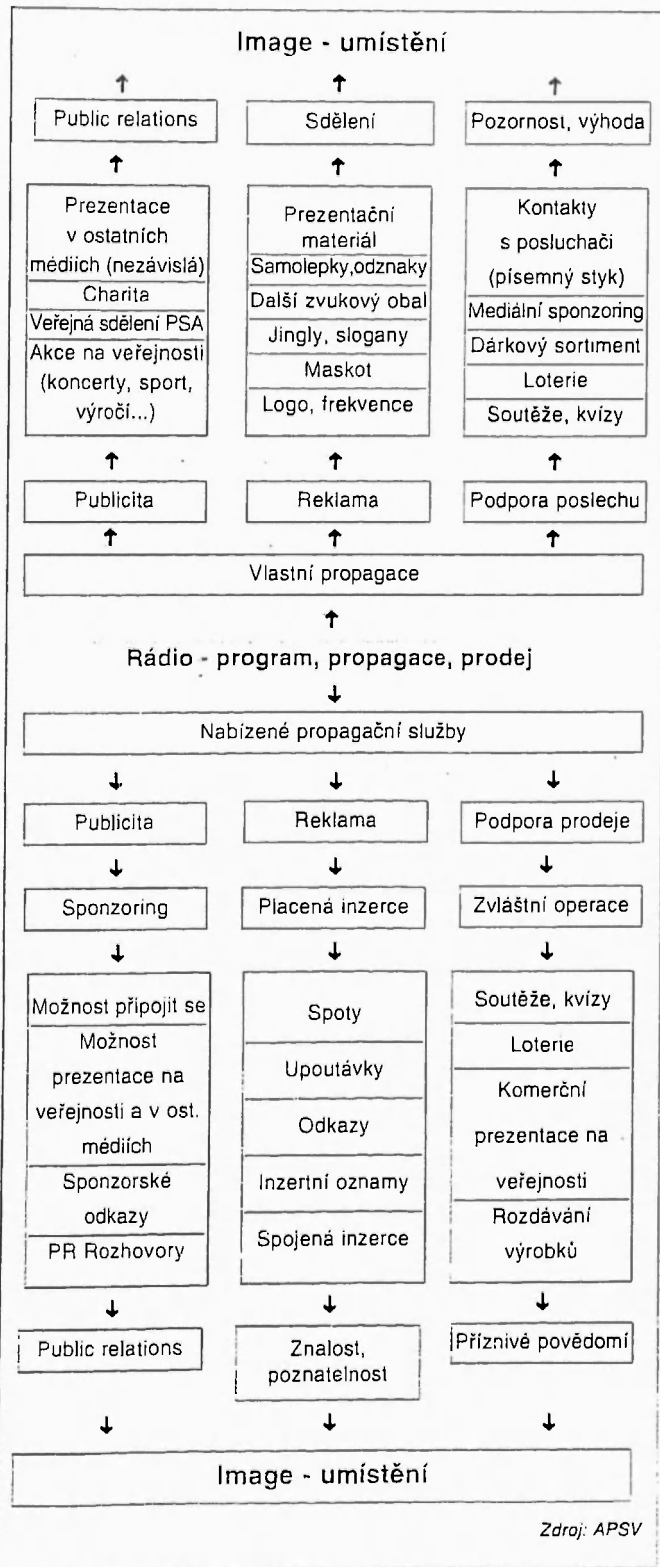 Image - umístění
Public relations
Sdělení
Pozornost, výhoda
Prezentace
v ostatních
médiích (nezávislá)
Charita
Veřejná sdělení PSA
Akce na veřejnosti
(koncerty, sport,
výročí...)
Prezentační
materiál
Samolepky,odznaky
Další zvukový obal
Jingly, slogany
Maskot
Logo, frekvence
Kontakty
s posluchači
(písemný styk)
Mediální sponzoring
Dárkový sortiment
Loterie
Soutěže, kvízy
Publicita
Reklama
Podpora poslechu
Vlastní propagace
Rádio - program, propagace, prodej
Nabízené propagační služby
Publicita
Reklama
Podpora prodeje
Sponzoring
Placená inzerce
Zvláštní operace
Možnost připojit se
Možnost
prezentace na
veřejnosti a v ost.
médiích
Sponzorské
odkazy
PR Rozhovory
Spoty
Upoutávky
Odkazy
Inzertní oznamy
Spojená inzerce
Soutěže, kvízy
Loterie
Komerční
prezentace na
veřejnosti
Rozdávání
výrobků
Public relations
Znalost,
poznatelnost
Příznivé povědomí
Image - umístění
Zdroj: APSV